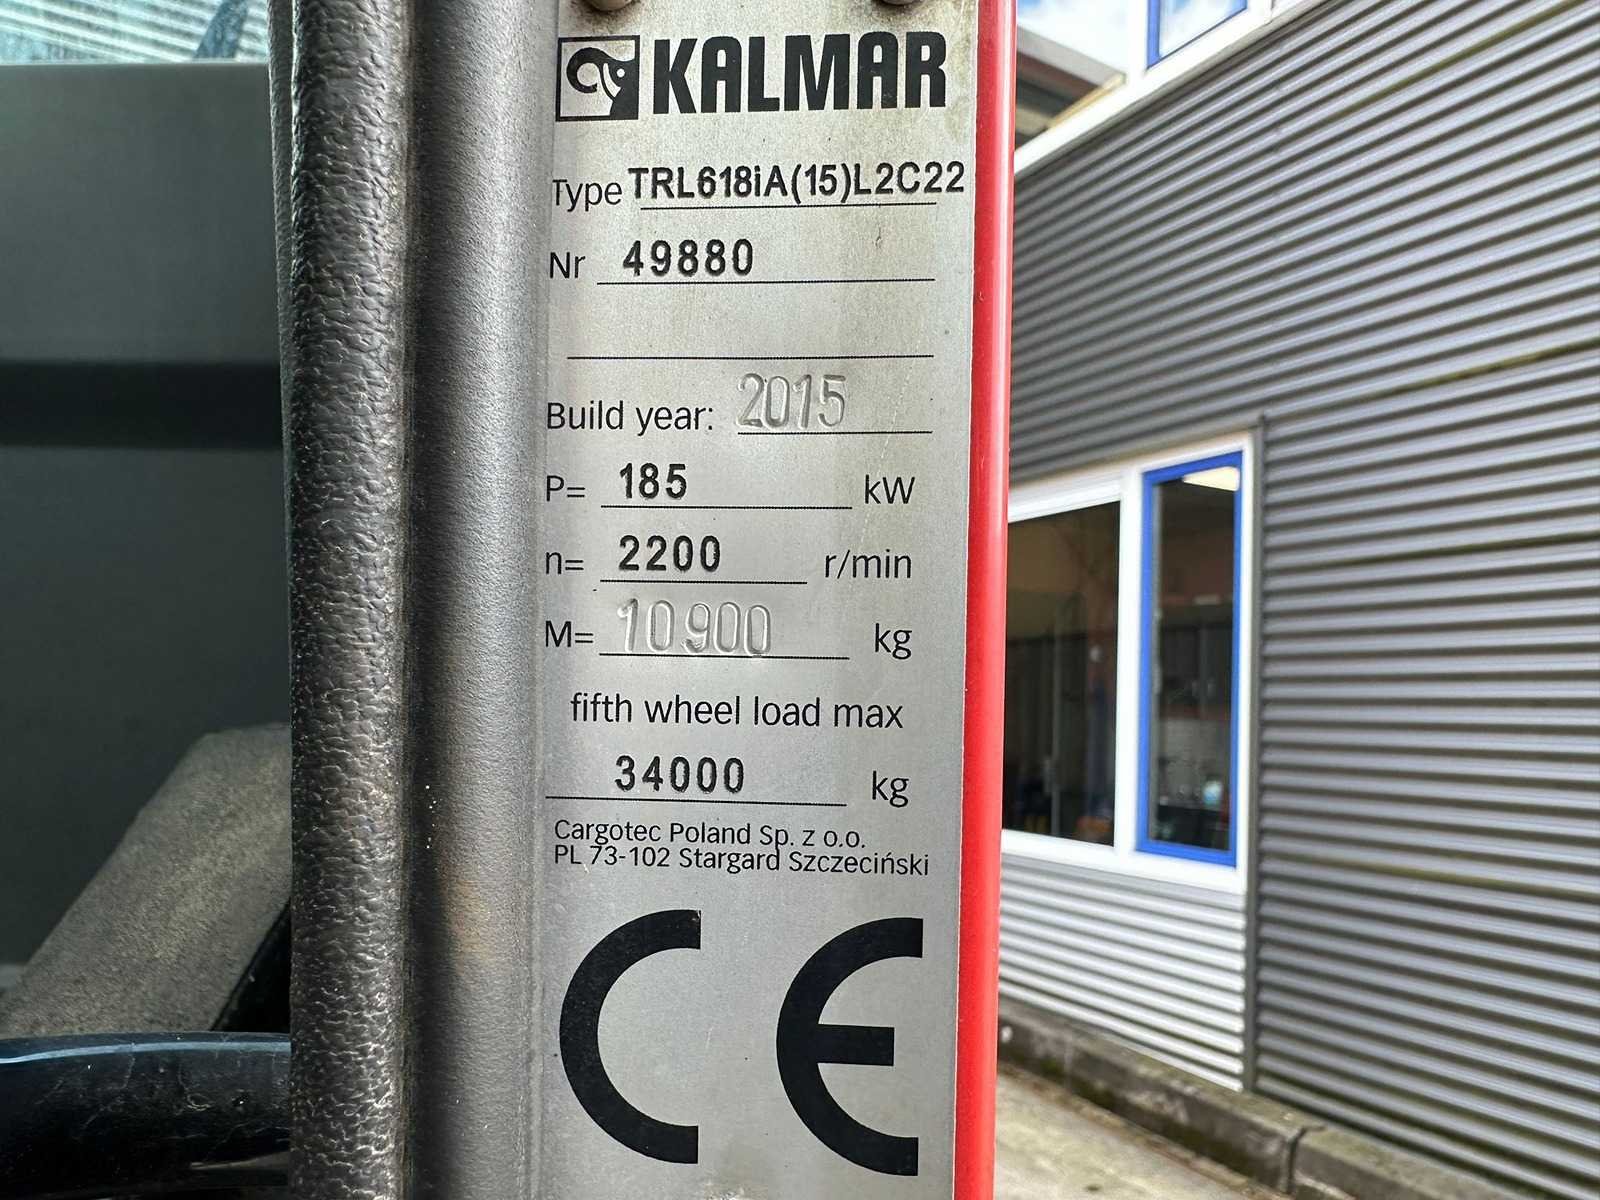 KALMAR
Type TRL618iA(15)L2C22
Nr 49880
Build year: 2015
P= 185 kW
n= 2200 r/min
M= 10900 kg
fifth wheel load max
34000 kg
Cargotec Poland Sp. z o.o.
PL 73-102 Stargard Szczeciński
CE